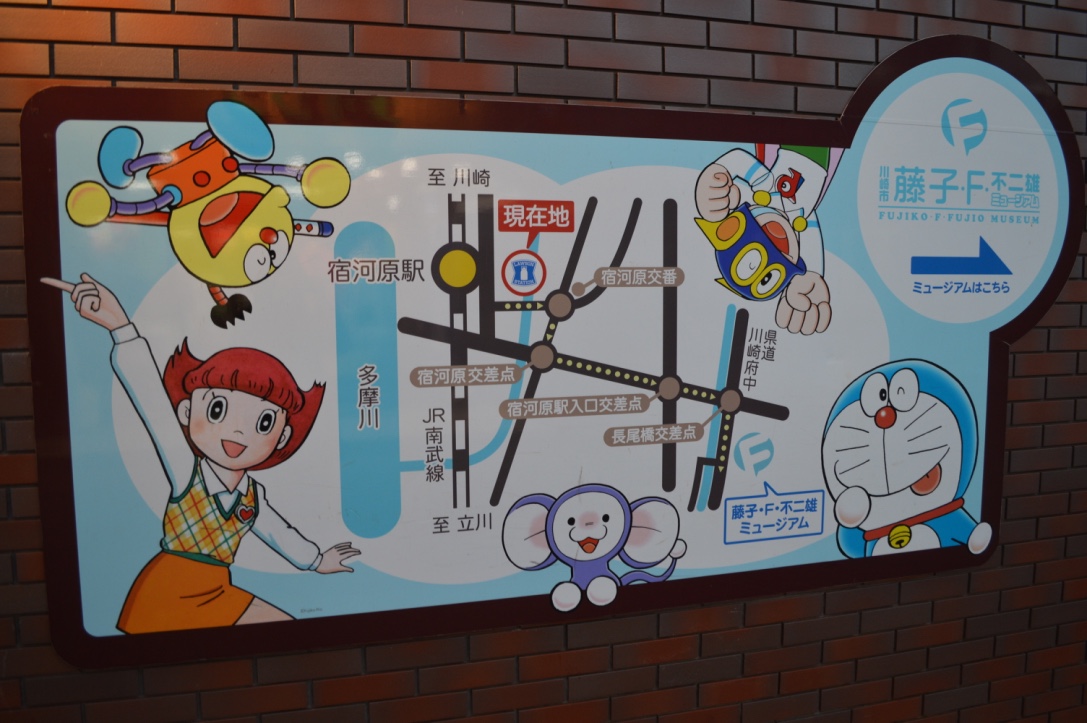 至 川崎
現在地
宿河原駅
宿河原交番
宿河原交差点
宿河原駅入口交差点
長尾橋交差点
県道
川崎府中
多摩川
JR南武線
至 立川
藤子・F・不二雄
ミュージアム
川崎市
藤子・F・不二雄
ミュージアム
FUJIKO・F・FUJIO MUSEUM
ミュージアムはこちら